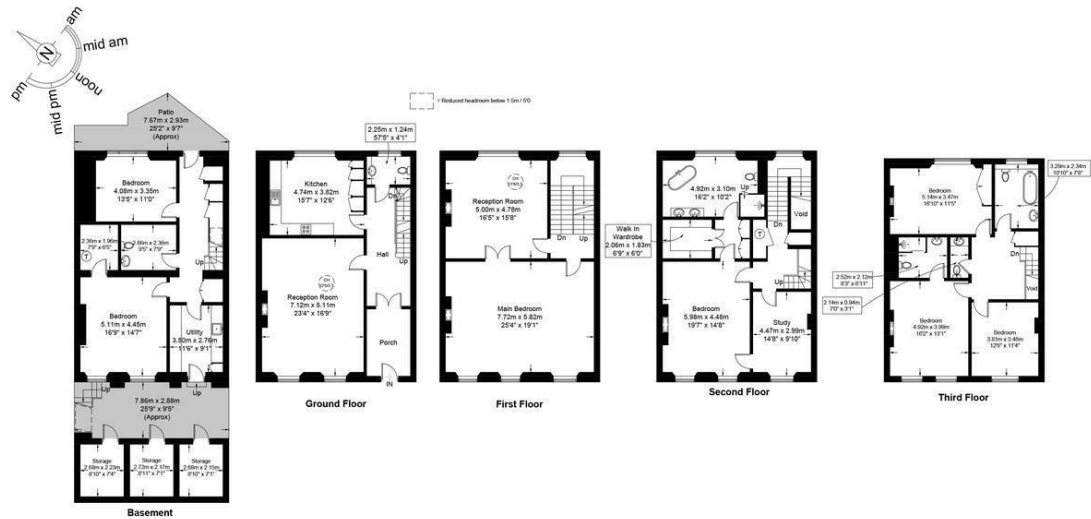 N
am
mid am
noon
mid pm
pm
= Reduced headroom below 1.5m / 5'0
Patio
7.67m x 2.93m
25'2" x 9'7"
(Approx)
Bedroom
4.08m x 3.35m
13'5" x 11'0"
2.36m x 1.96m
7'9" x 6'5"
T
2.86m x 2.36m
9'5" x 7'9"
Up
Bedroom
5.11m x 4.45m
16'9" x 14'7"
Utility
3.50m x 2.76m
11'6" x 9'1"
Up
Up
7.86m x 2.88m
25'9" x 9'5"
(Approx)
Storage
2.68m x 2.23m
8'10" x 7'4"
Storage
2.72m x 2.17m
8'11" x 7'1"
Storage
2.68m x 2.15m
8'10" x 7'1"
Basement
2.25m x 1.24m
57'5" x 4'1"
Kitchen
4.74m x 3.82m
15'7" x 12'6"
Dn
Hall
Up
CH
Reception Room
7.12m x 5.11m
23'4" x 16'9"
Porch
IN
Ground Floor
CH
Reception Room
5.00m x 4.78m
16'5" x 15'8"
Dn
Up
Main Bedroom
7.72m x 5.82m
25'4" x 19'1"
First Floor
4.92m x 3.10m
16'2" x 10'2"
Up
Void
Walk In
Wardrobe
2.06m x 1.83m
6'9" x 6'0"
T
Dn
Up
Bedroom
5.98m x 4.48m
19'7" x 14'8"
Study
4.47m x 2.99m
14'8" x 9'10"
Second Floor
3.29m x 2.34m
10'10" x 7'8"
Bedroom
5.14m x 3.47m
16'10" x 11'5"
2.52m x 2.12m
8'3" x 6'11"
2.14m x 0.94m
7'0" x 3'1"
Dn
Void
Bedroom
4.92m x 3.99m
16'2" x 13'1"
Bedroom
3.81m x 3.46m
12'6" x 11'4"
Third Floor